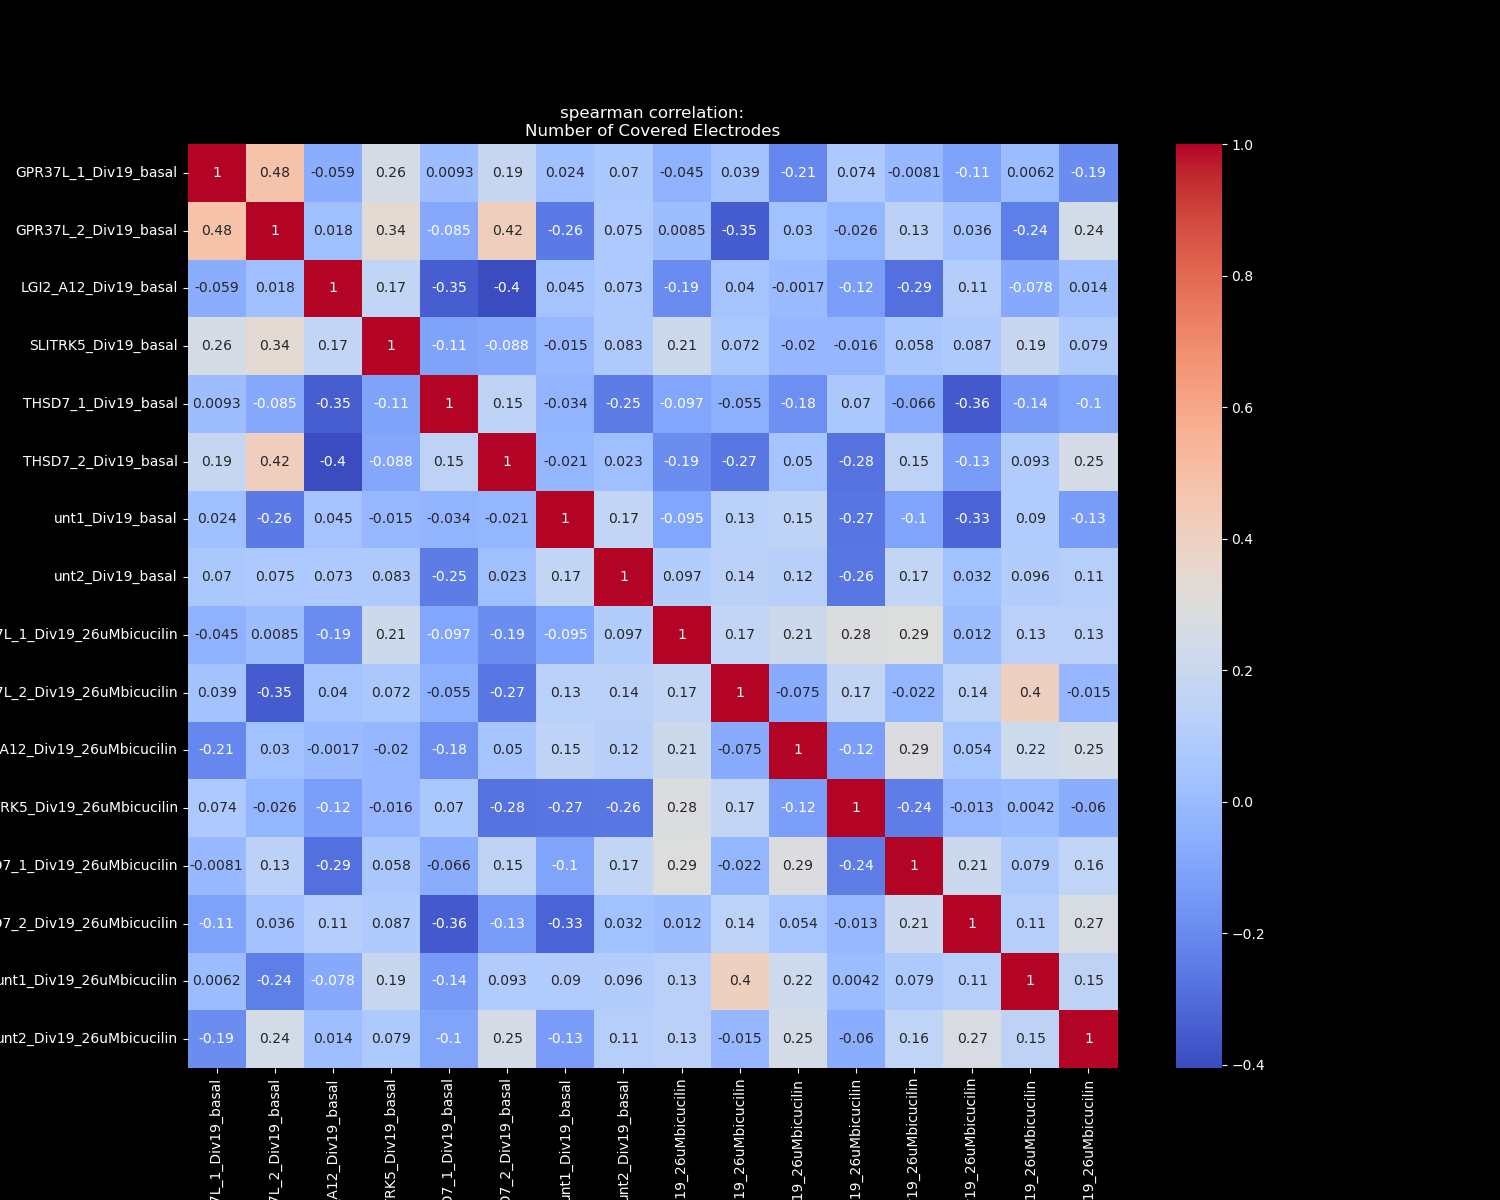 spearman correlation:
Number of Covered Electrodes
GPR37L_1_Div19_basal 1 0.48 -0.059 0.26 0.0093 0.19 0.024 0.07 -0.045 0.039 -0.21 0.074 -0.0081 -0.11 0.0062 -0.19
GPR37L_2_Div19_basal 0.48 1 0.018 0.34 -0.085 0.42 -0.26 0.075 0.0085 -0.35 0.03 -0.026 0.13 0.036 -0.24 0.24
LGI2_A12_Div19_basal -0.059 0.018 1 0.17 -0.35 -0.4 0.045 0.073 -0.19 0.04 -0.0017 -0.12 -0.29 0.11 -0.078 0.014
SLITRK5_Div19_basal 0.26 0.34 0.17 1 -0.11 -0.088 -0.015 0.083 0.21 0.072 -0.02 -0.016 0.058 0.087 0.19 0.079
THSD7_1_Div19_basal 0.0093 -0.085 -0.35 -0.11 1 0.15 -0.034 -0.25 -0.097 -0.055 -0.18 0.07 -0.066 -0.36 -0.14 -0.1
THSD7_2_Div19_basal 0.19 0.42 -0.4 -0.088 0.15 1 -0.021 0.023 -0.19 -0.27 0.05 -0.28 0.15 -0.13 0.093 0.25
unt1_Div19_basal 0.024 -0.26 0.045 -0.015 -0.034 -0.021 1 0.17 -0.095 0.13 0.15 -0.27 -0.1 -0.33 0.09 -0.13
unt2_Div19_basal 0.07 0.075 0.073 0.083 -0.25 0.023 0.17 1 0.097 0.14 0.12 -0.26 0.17 0.032 0.096 0.11
7L_1_Div19_26uMbicucilin -0.045 0.0085 -0.19 0.21 -0.097 -0.19 -0.095 0.097 1 0.17 0.21 0.28 0.29 0.012 0.13 0.13
7L_2_Div19_26uMbicucilin 0.039 -0.35 0.04 0.072 -0.055 -0.27 0.13 0.14 0.17 1 -0.075 0.17 -0.022 0.14 0.4 -0.015
A12_Div19_26uMbicucilin -0.21 0.03 -0.0017 -0.02 -0.18 0.05 0.15 0.12 0.21 -0.075 1 -0.12 0.29 0.054 0.22 0.25
RK5_Div19_26uMbicucilin 0.074 -0.026 -0.12 -0.016 0.07 -0.28 -0.27 -0.26 0.28 0.17 -0.12 1 -0.24 -0.013 0.0042 -0.06
D7_1_Div19_26uMbicucilin -0.0081 0.13 -0.29 0.058 -0.066 0.15 -0.1 0.17 0.29 -0.022 0.29 -0.24 1 0.21 0.079 0.16
D7_2_Div19_26uMbicucilin -0.11 0.036 0.11 0.087 -0.36 -0.13 -0.33 0.032 0.012 0.14 0.054 -0.013 0.21 1 0.11 0.27
unt1_Div19_26uMbicucilin 0.0062 -0.24 -0.078 0.19 -0.14 0.093 0.09 0.096 0.13 0.4 0.22 0.0042 0.079 0.11 1 0.15
unt2_Div19_26uMbicucilin -0.19 0.24 0.014 0.079 -0.1 0.25 -0.13 0.11 0.13 -0.015 0.25 -0.06 0.16 0.27 0.15 1
7L_1_Div19_basal
7L_2_Div19_basal
A12_Div19_basal
RK5_Div19_basal
D7_1_Div19_basal
D7_2_Div19_basal
unt1_Div19_basal
unt2_Div19_basal
19_26uMbicucilin
19_26uMbicucilin
19_26uMbicucilin
19_26uMbicucilin
19_26uMbicucilin
19_26uMbicucilin
19_26uMbicucilin
19_26uMbicucilin
1.0
0.8
0.6
0.4
0.2
0.0
−0.2
−0.4